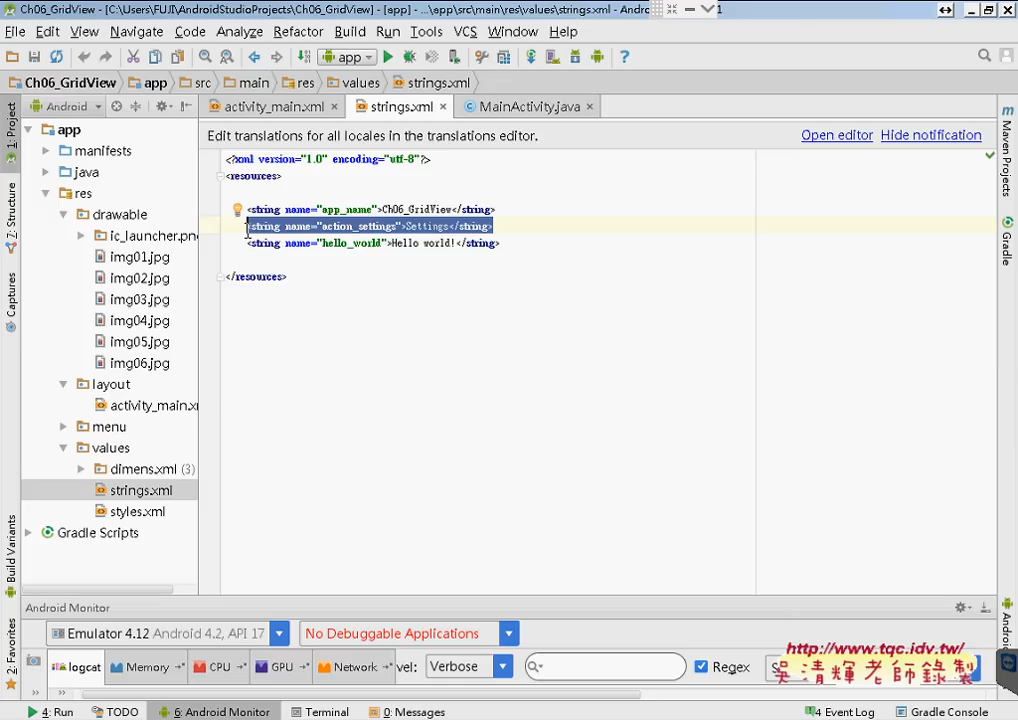 Ch06_GridView - [C:\Users\FUJI\AndroidStudioProjects\Ch06_GridView] - [app] - ...\app\src\main\res\values\strings.xml - Andro
File Edit View Navigate Code Analyze Refactor Build Run Tools VCS Window Help
app
Ch06_GridView app src main res values strings.xml
Android activity_main.xml strings.xml MainActivity.java
Edit translations for all locales in the translations editor. Open editor Hide notification
app
manifests
java
res
drawable
ic_launcher.pn
img01.jpg
img02.jpg
img03.jpg
img04.jpg
img05.jpg
img06.jpg
layout
activity_main.x
menu
values
dimens.xml (3)
strings.xml
styles.xml
Gradle Scripts
<?xml version="1.0" encoding="utf-8"?>
<resources>
<string name="app_name">Ch06_GridView</string>
<string name="action_settings">Settings</string>
<string name="hello_world">Hello world!</string>
</resources>
1: Project
7: Structure
Captures
Build Variants
2: Favorites
Maven Projects
Gradle
Android Monitor
Emulator 4.12 Android 4.2, API 17 No Debuggable Applications
logcat Memory CPU GPU Network vel: Verbose Regex
http://www.tqc.idv.tw/
吳清輝老師錄製
4: Run TODO 6: Android Monitor Terminal 0: Messages 4 Event Log Gradle Console